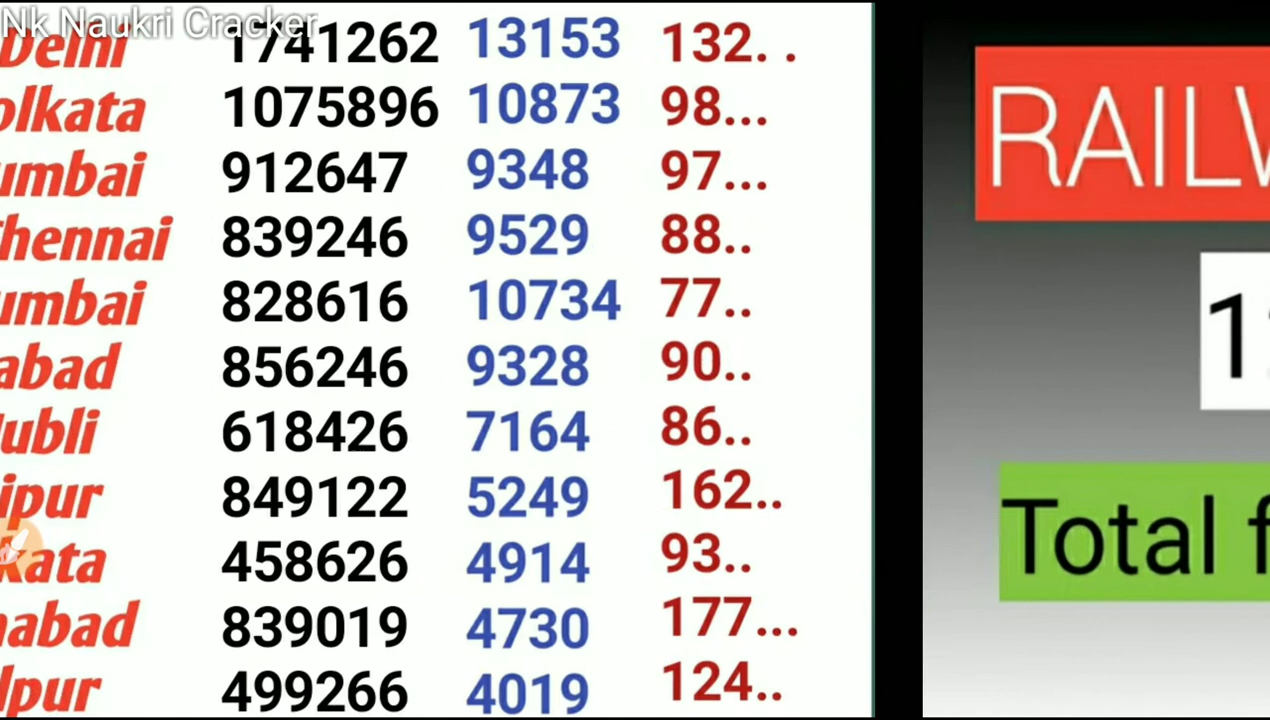 Nk Naukri Cracker
Delhi 1741262 13153 132. .
olkata 1075896 10873 98...
umbai 912647 9348 97...
hennai 839246 9529 88..
umbai 828616 10734 77..
abad 856246 9328 90..
ubli 618426 7164 86..
ipur 849122 5249 162..
kata 458626 4914 93..
abad 839019 4730 177...
lpur 499266 4019 124..
RAILW
1
Total f